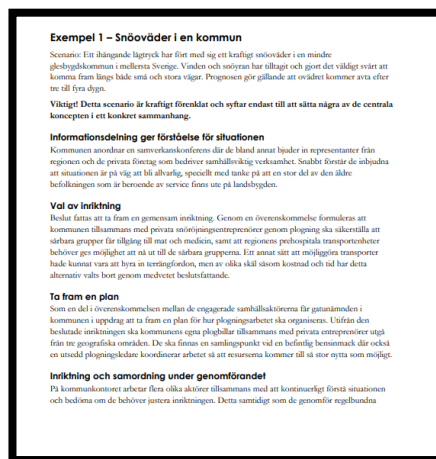 Exempel 1 – Snöoväder i en kommun
Scenario: Ett ihängande lågtryck har fört med sig ett kraftigt snöoväder i en mindre
glesbygdskommun i mellersta Sverige. Vinden och snöyran har tilltagit och gjort det väldigt svårt att
komma fram längs både små och stora vägar. Prognosen gör gällande att ovädret kommer avta efter
tre till fyra dygn.
Viktigt! Detta scenario är kraftigt förenklat och syftar endast till att sätta några av de centrala
koncepten i ett konkret sammanhang.
Informationsdelning ger förståelse för situationen
Kommunen anordnar en samverkanskonferens där de bland annat bjuder in representanter från
regionen och de privata företag som bedriver samhällsviktig verksamhet. Snabbt förstår de inbjudna
att situationen är på väg att bli allvarlig, speciellt med tanke på att en stor del av den äldre
befolkningen som är beroende av service finns ute på landsbygden.
Val av inriktning
Beslut fattas att ta fram en gemensam inriktning. Genom en överenskommelse formuleras att
kommunen tillsammans med privata snöröjningsentreprenörer genom plogning ska säkerställa att
sårbara grupper får tillgång till mat och medicin, samt att regionens prehospitala transportenheter
behöver ges möjlighet att nå ut till de sårbara grupperna. Ett annat sätt att möjliggöra transporter
hade kunnat vara att hyra in terrängfordon, men av olika skäl såsom kostnad och tid har detta
alternativ valts bort genom medvetet beslutsfattande.
Ta fram en plan
Som en del i överenskommelsen mellan de engagerade samhällsaktörerna får gatunämnden i
kommunen i uppdrag att ta fram en plan för hur plogningsarbetet ska organiseras. Utifrån den
beslutade inriktningen ska kommunens egna plogbilar tillsammans med privata entreprenörer utgå
från tre geografiska områden. De ska finnas en samlingspunkt vid en befintlig bensinmack där också
en utsedd plogningsledare koordinerar arbetet så att resurserna kommer till så stor nytta som möjligt.
Inriktning och samordning under genomförandet
På kommunkontoret arbetar flera olika aktörer tillsammans med att kontinuerligt förstå situationen
och bedöma om de behöver justera inriktningen. Detta samtidigt som de genomför regelbundna